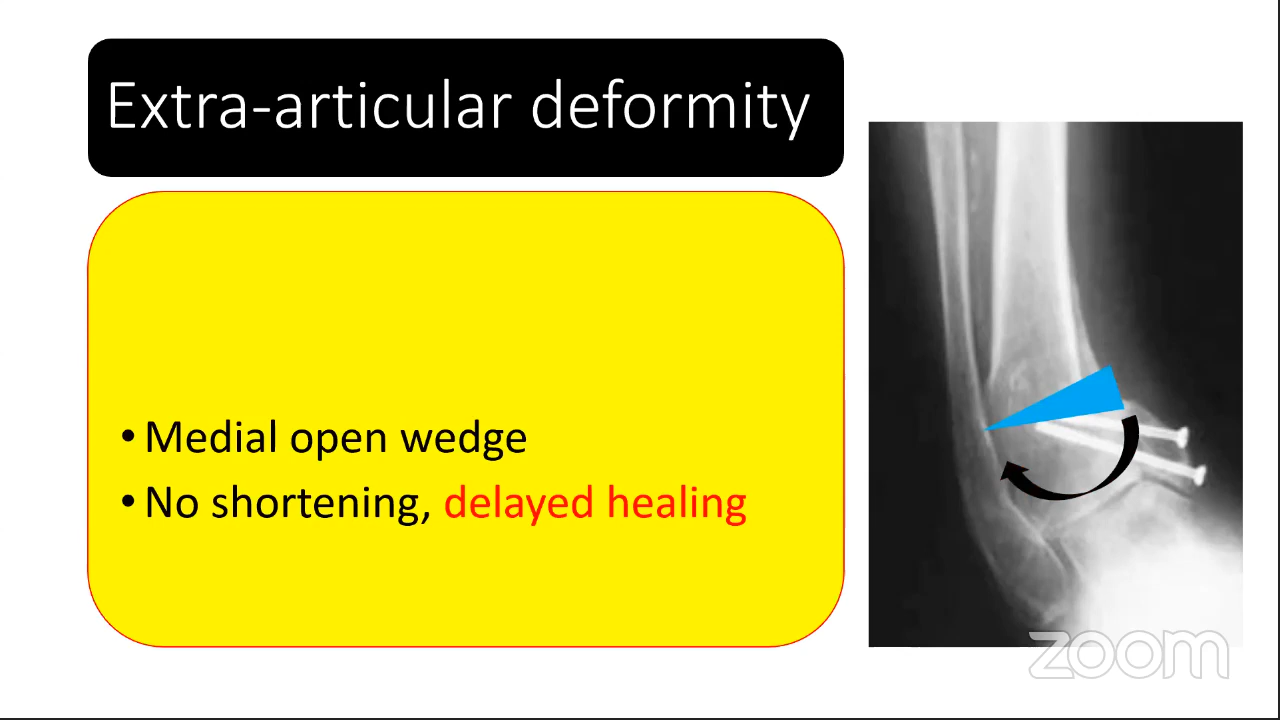 Extra-articular deformity
• Medial open wedge
• No shortening, delayed healing
zoom